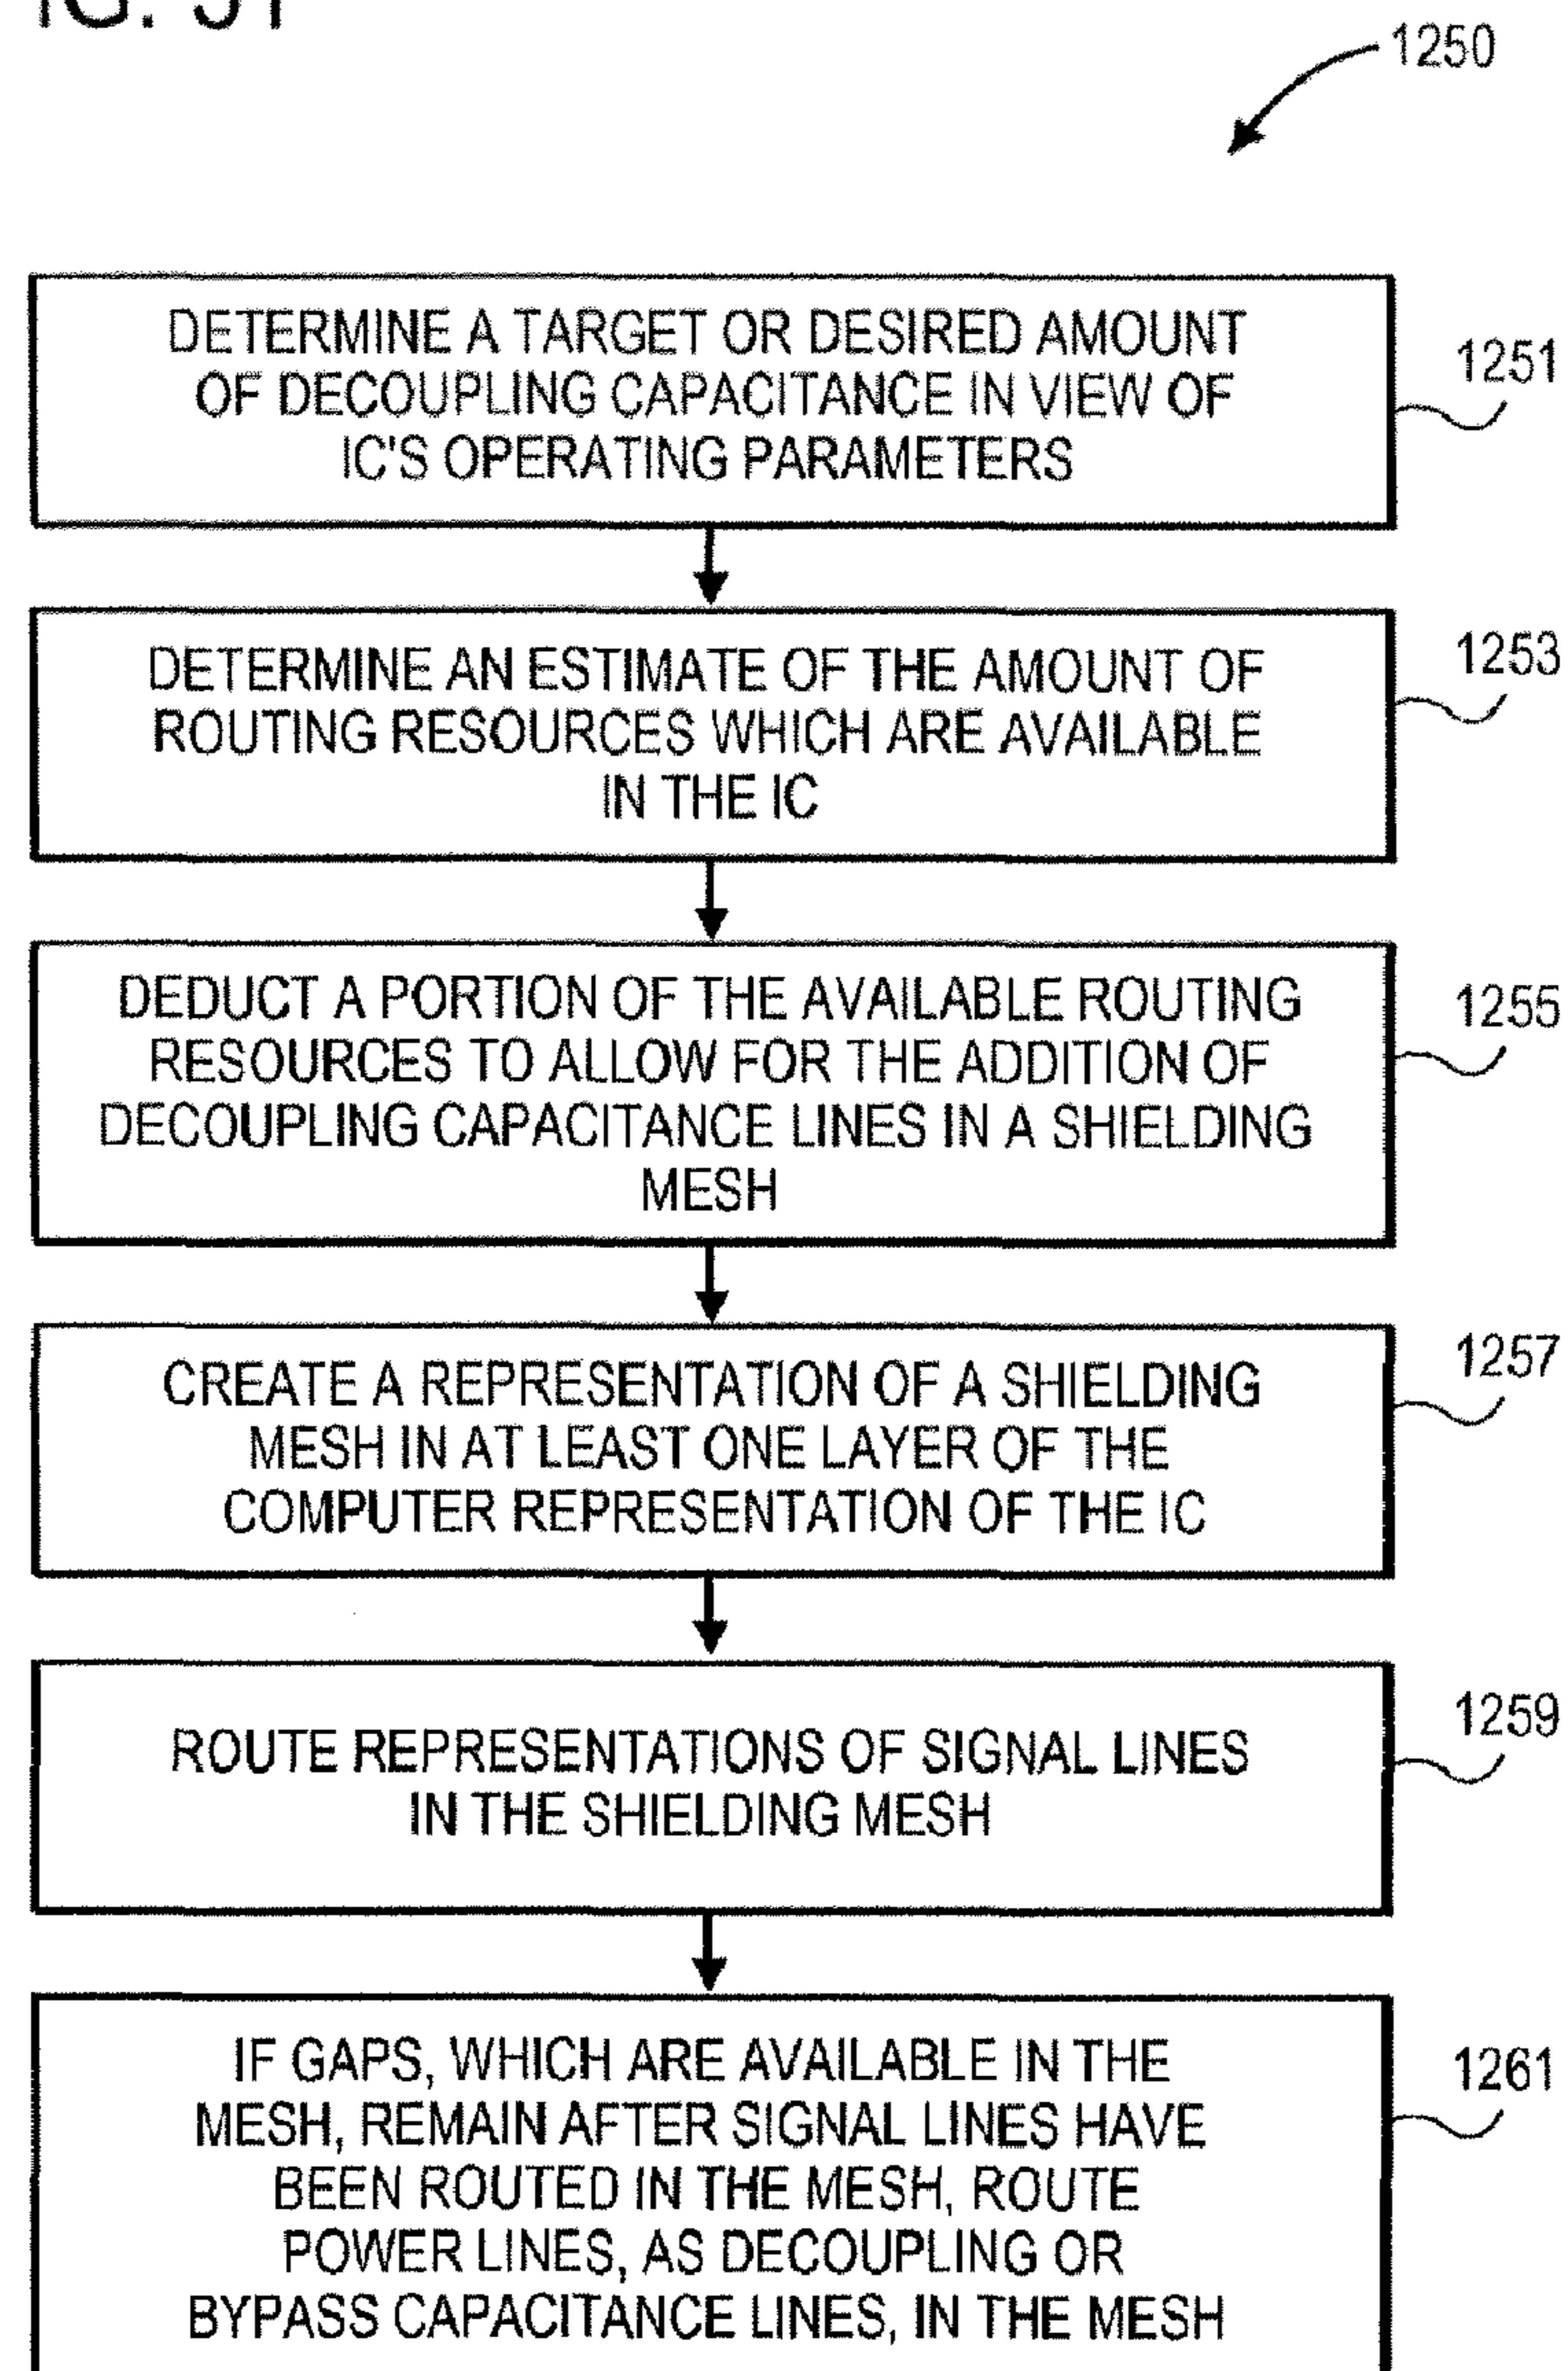 1250
DETERMINE A TARGET OR DESIRED AMOUNT
OF DECOUPLING CAPACITANCE IN VIEW OF
IC'S OPERATING PARAMETERS
1251
DETERMINE AN ESTIMATE OF THE AMOUNT OF
ROUTING RESOURCES WHICH ARE AVAILABLE
IN THE IC
1253
DEDUCT A PORTION OF THE AVAILABLE ROUTING
RESOURCES TO ALLOW FOR THE ADDITION OF
DECOUPLING CAPACITANCE LINES IN A SHIELDING
MESH
1255
CREATE A REPRESENTATION OF A SHIELDING
MESH IN AT LEAST ONE LAYER OF THE
COMPUTER REPRESENTATION OF THE IC
1257
ROUTE REPRESENTATIONS OF SIGNAL LINES
IN THE SHIELDING MESH
1259
IF GAPS, WHICH ARE AVAILABLE IN THE
MESH, REMAIN AFTER SIGNAL LINES HAVE
BEEN ROUTED IN THE MESH, ROUTE
POWER LINES, AS DECOUPLING OR
BYPASS CAPACITANCE LINES, IN THE MESH
1261